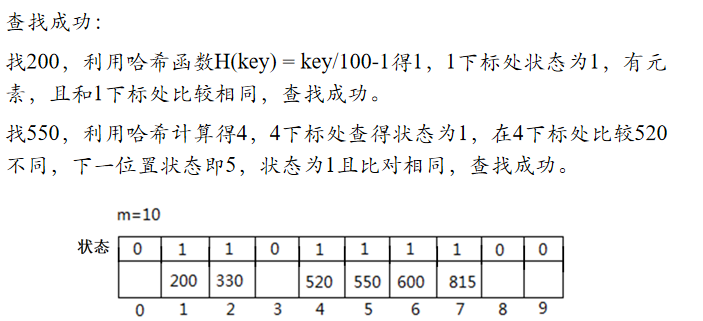 查找成功：
找200，利用哈希函数H(key) = key/100-1得1，1下标处状态为1，有元
素，且和1下标处比较相同，查找成功。
找550，利用哈希计算得4，4下标处查得状态为1，在4下标处比较520
不同，下一位置状态即5，状态为1且比对相同，查找成功。
m=10
状态 0 1 1 0 1 1 1 1 0 0
200 330 520 550 600 815
0 1 2 3 4 5 6 7 8 9